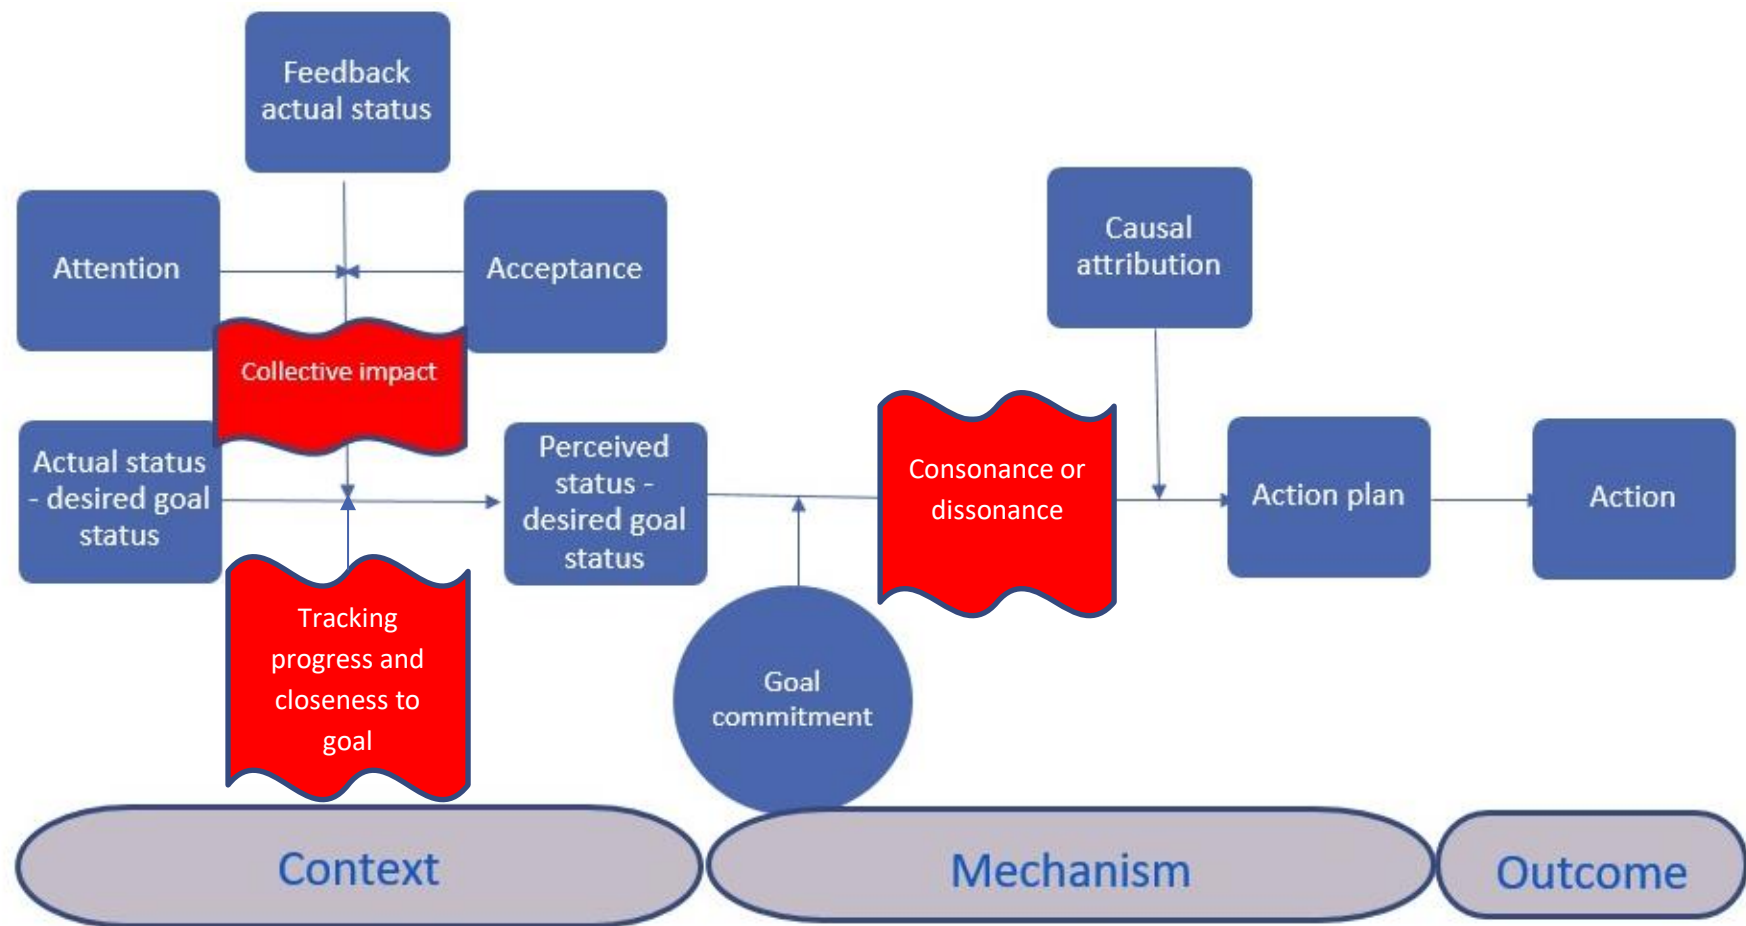 Feedback
actual status
Attention
Acceptance
Causal
attribution
Collective impact
Actual status
- desired goal
status
Perceived
status -
desired goal
status
Consonance or
dissonance
Action plan
Action
Tracking
progress and
closeness to
goal
Goal
commitment
Context
Mechanism
Outcome